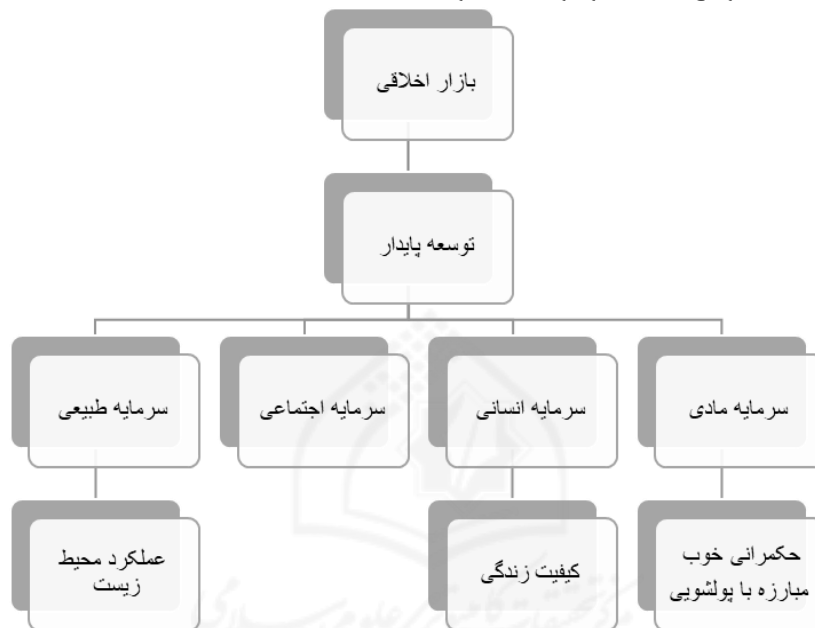 بازار اخلاقی
توسعه پایدار
سرمایه مادی
سرمایه انسانی
سرمایه اجتماعی
سرمایه طبیعی
حکمرانی خوب
مبارزه با پولشویی
کیفیت زندگی
عملکرد محیط
زیست